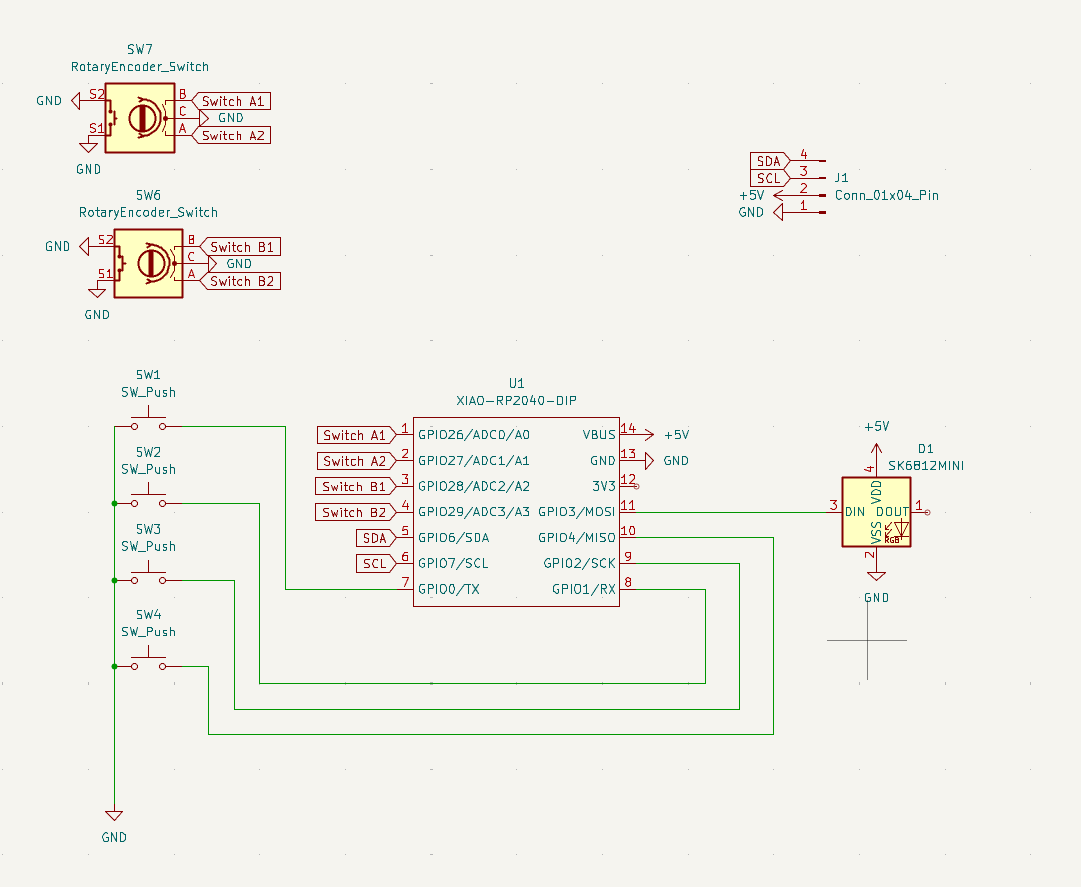 SW7
RotaryEncoder_Switch
GND S2 B Switch A1
C GND
S1 A Switch A2
GND
SW6
RotaryEncoder_Switch
GND S2 B Switch B1
C GND
S1 A Switch B2
GND
SDA 4
SCL 3 J1
+5V 2 Conn_01x04_Pin
GND 1
SW1
SW_Push
SW2
SW_Push
SW3
SW_Push
SW4
SW_Push
GND
U1
XIAO-RP2040-DIP
Switch A1 1 GPIO26/ADC0/A0 VBUS 14 +5V
Switch A2 2 GPIO27/ADC1/A1 GND 13 GND
Switch B1 3 GPIO28/ADC2/A2 3V3 12
Switch B2 4 GPIO29/ADC3/A3 GPIO3/MOSI 11
SDA 5 GPIO6/SDA GPIO4/MISO 10
SCL 6 GPIO7/SCL GPIO2/SCK 9
7 GPIO0/TX GPIO1/RX 8
+5V
D1
SK6812MINI
4
VDD
3 DIN DOUT 1
VSS
RGB
2
GND